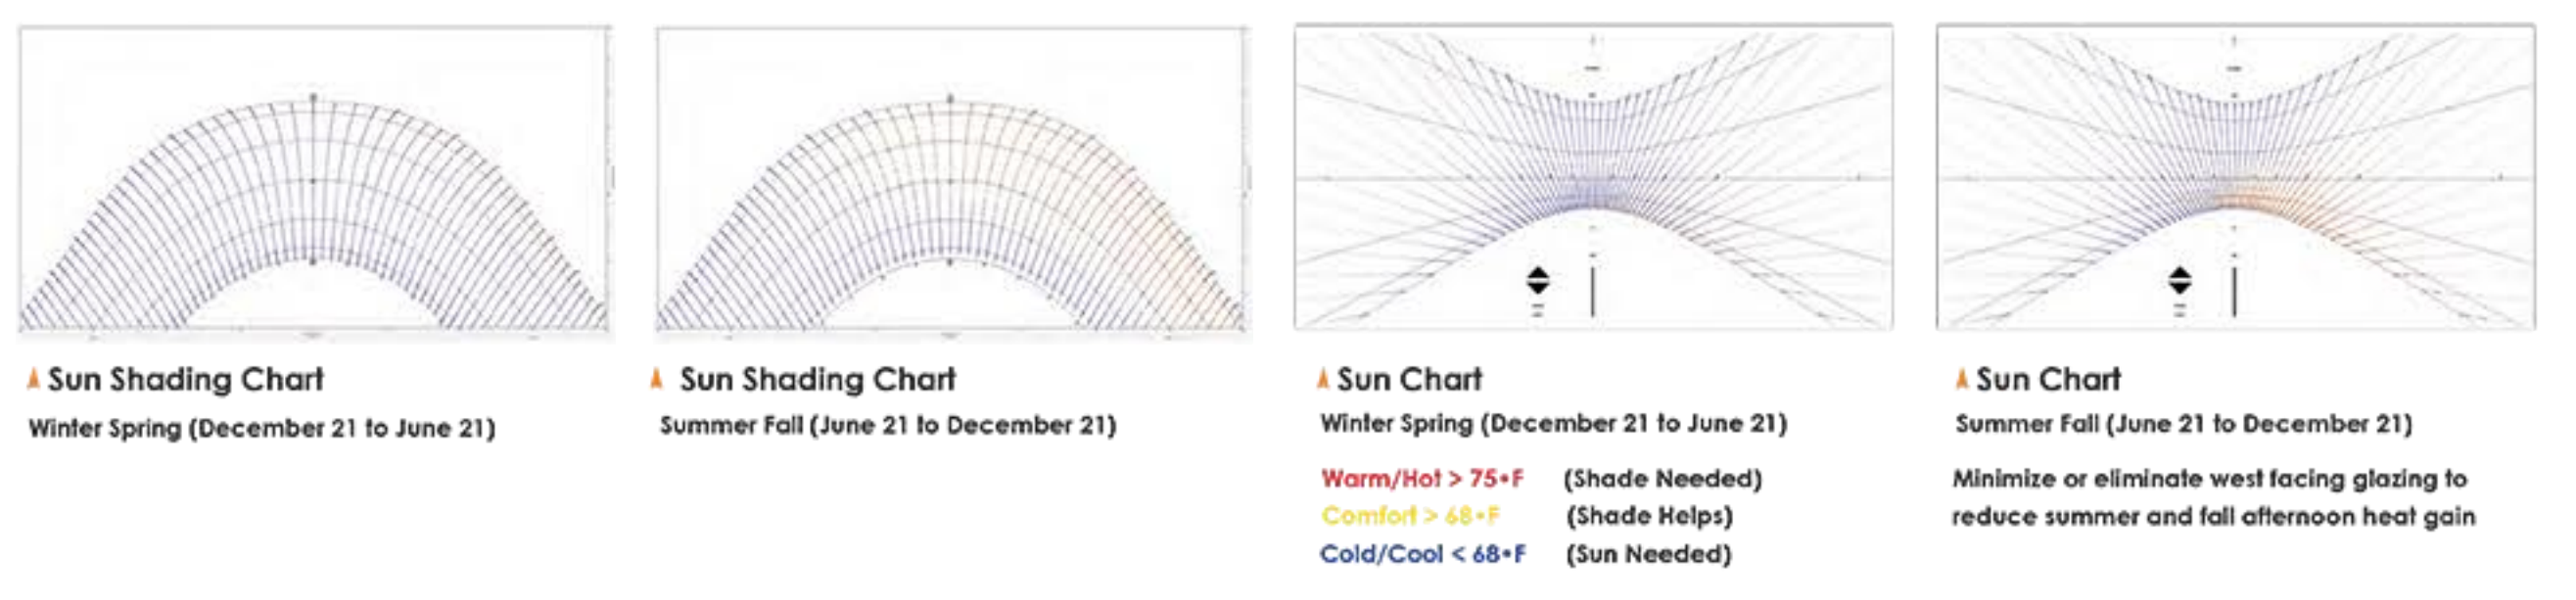 Sun Shading Chart
Winter Spring (December 21 to June 21)
Sun Shading Chart
Summer Fall (June 21 to December 21)
Sun Chart
Winter Spring (December 21 to June 21)
Warm/Hot > 75•F (Shade Needed)
Comfort > 68•F (Shade Helps)
Cold/Cool < 68•F (Sun Needed)
Sun Chart
Summer Fall (June 21 to December 21)
Minimize or eliminate west facing glazing to
reduce summer and fall afternoon heat gain